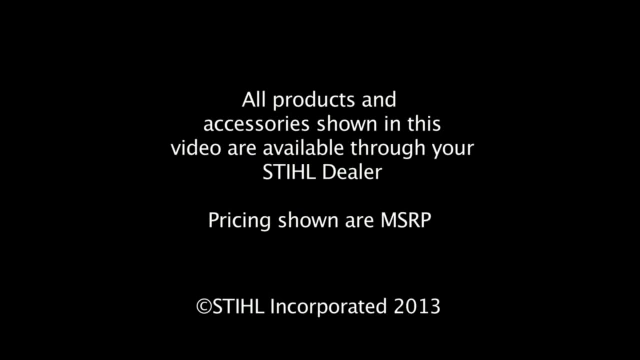 All products and
accessories shown in this
video are available through your
STIHL Dealer
Pricing shown are MSRP
©STIHL Incorporated 2013